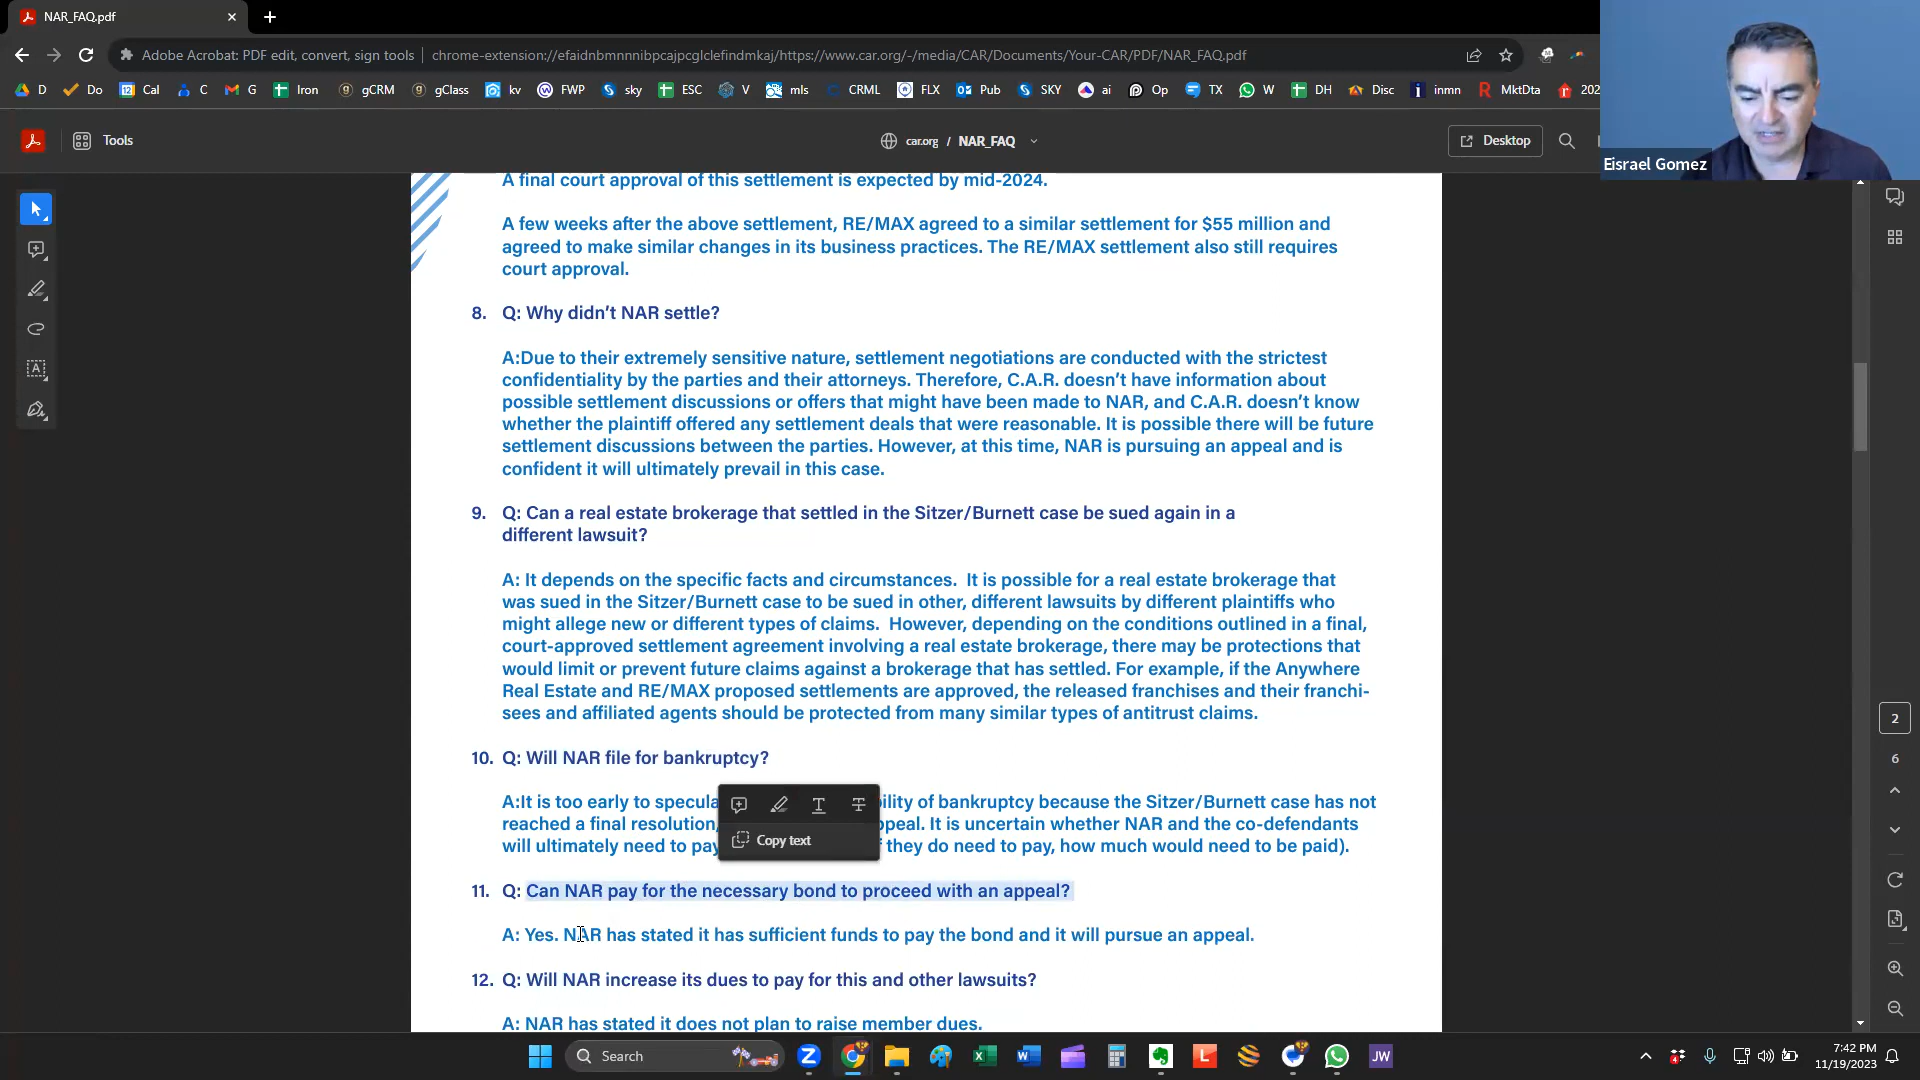 NAR_FAQ.pdf
Adobe Acrobat: PDF edit, convert, sign tools
chrome-extension://efaidnbmnnnibpcajpcglclefindmkaj/https://www.car.org/-/media/CAR/Documents/Your-CAR/PDF/NAR_FAQ.pdf
D Do Cal C G Iron gCRM gClass kv FWP sky ESC V mls CRML FLX Pub SKY ai Op TX W DH Disc inmn MktDta 202
Eisrael Gomez
Tools
car.org / NAR_FAQ
Desktop
A final court approval of this settlement is expected by mid-2024.
A few weeks after the above settlement, RE/MAX agreed to a similar settlement for $55 million and
agreed to make similar changes in its business practices. The RE/MAX settlement also still requires
court approval.
8. Q: Why didn't NAR settle?
A:Due to their extremely sensitive nature, settlement negotiations are conducted with the strictest
confidentiality by the parties and their attorneys. Therefore, C.A.R. doesn't have information about
possible settlement discussions or offers that might have been made to NAR, and C.A.R. doesn't know
whether the plaintiff offered any settlement deals that were reasonable. It is possible there will be future
settlement discussions between the parties. However, at this time, NAR is pursuing an appeal and is
confident it will ultimately prevail in this case.
9. Q: Can a real estate brokerage that settled in the Sitzer/Burnett case be sued again in a
different lawsuit?
A: It depends on the specific facts and circumstances. It is possible for a real estate brokerage that
was sued in the Sitzer/Burnett case to be sued in other, different lawsuits by different plaintiffs who
might allege new or different types of claims. However, depending on the conditions outlined in a final,
court-approved settlement agreement involving a real estate brokerage, there may be protections that
would limit or prevent future claims against a brokerage that has settled. For example, if the Anywhere
Real Estate and RE/MAX proposed settlements are approved, the released franchises and their franchi-
sees and affiliated agents should be protected from many similar types of antitrust claims.
2
6
10. Q: Will NAR file for bankruptcy?
A:It is too early to specula bility of bankruptcy because the Sitzer/Burnett case has not
reached a final resolution, ppeal. It is uncertain whether NAR and the co-defendants
will ultimately need to pay f they do need to pay, how much would need to be paid).
Copy text
11. Q: Can NAR pay for the necessary bond to proceed with an appeal?
A: Yes. NAR has stated it has sufficient funds to pay the bond and it will pursue an appeal.
12. Q: Will NAR increase its dues to pay for this and other lawsuits?
A: NAR has stated it does not plan to raise member dues.
Search
JW
7:42 PM
11/19/2023